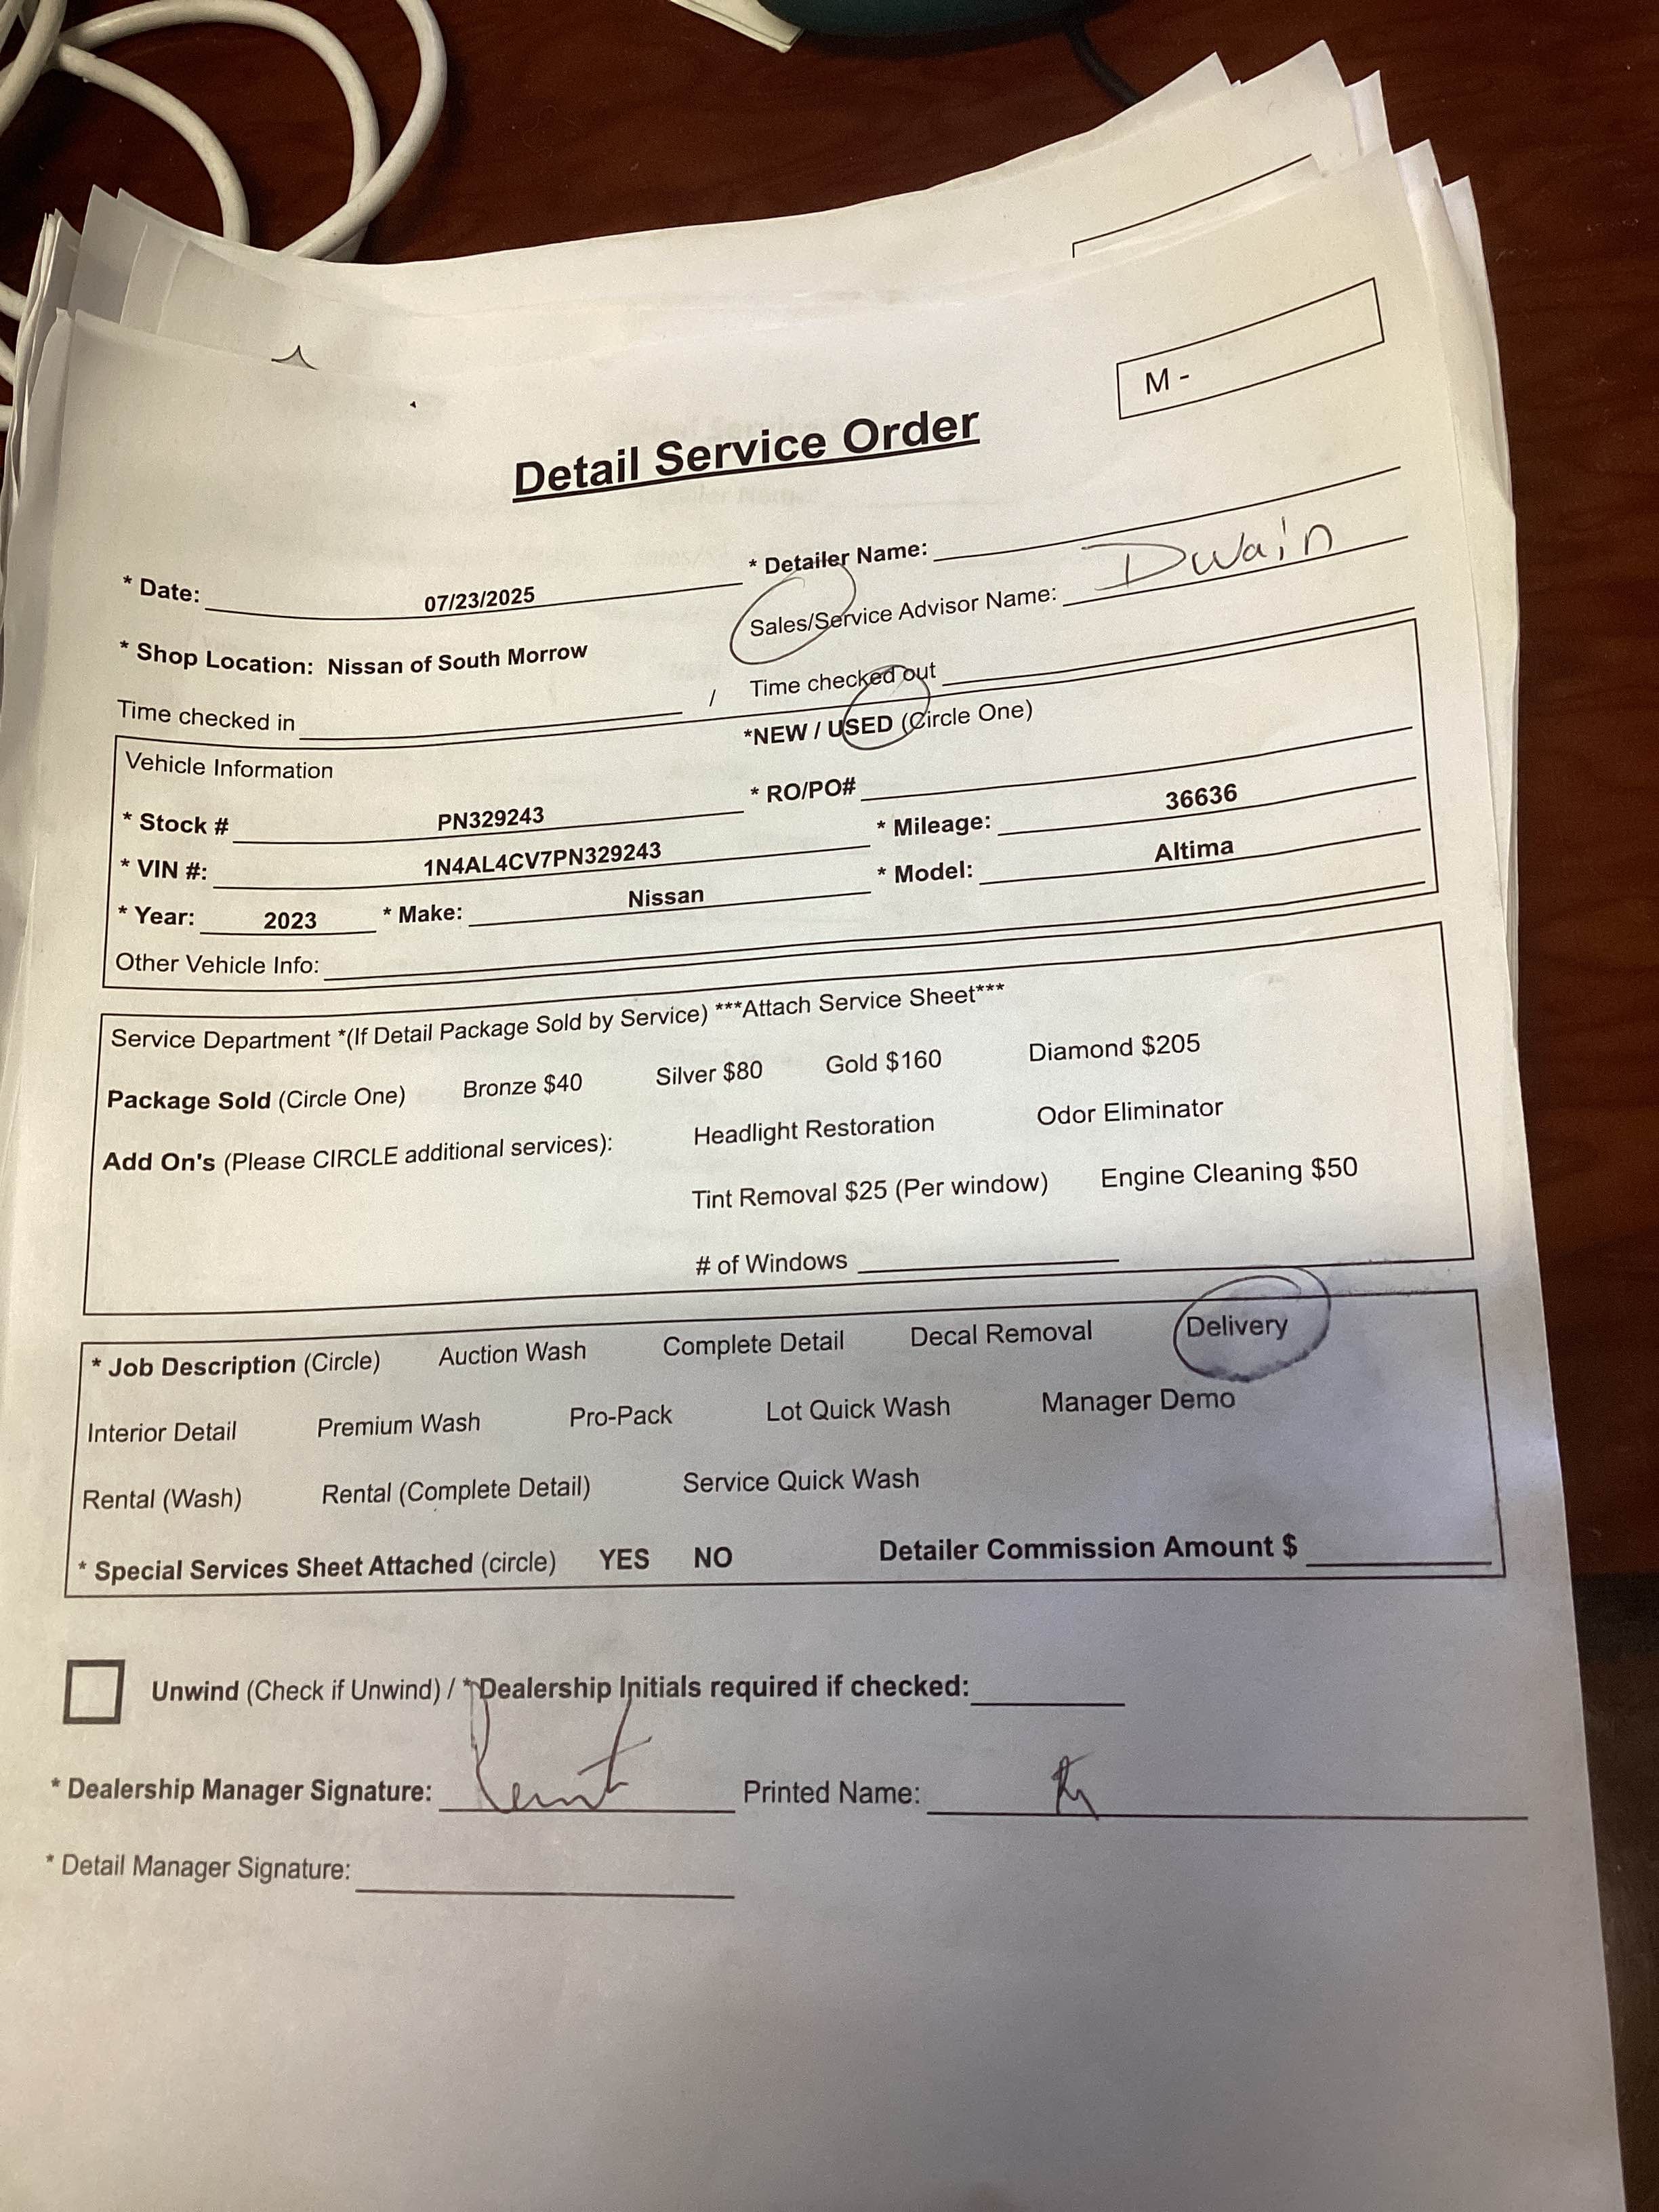 M -
Detail Service Order
* Date: 07/23/2025 * Detailer Name:
* Shop Location: Nissan of South Morrow Sales/Service Advisor Name: Dwain
Time checked in / Time checked out
Vehicle Information *NEW / USED (Circle One)
* Stock # PN329243 * RO/PO#
* VIN #: 1N4AL4CV7PN329243 * Mileage: 36636
* Year: 2023 * Make: Nissan * Model: Altima
Other Vehicle Info:
Service Department *(If Detail Package Sold by Service) ***Attach Service Sheet***
Package Sold (Circle One) Bronze $40 Silver $80 Gold $160 Diamond $205
Add On's (Please CIRCLE additional services): Headlight Restoration Odor Eliminator
Tint Removal $25 (Per window) Engine Cleaning $50
# of Windows
* Job Description (Circle) Auction Wash Complete Detail Decal Removal Delivery
Interior Detail Premium Wash Pro-Pack Lot Quick Wash Manager Demo
Rental (Wash) Rental (Complete Detail) Service Quick Wash
* Special Services Sheet Attached (circle) YES NO Detailer Commission Amount $
Unwind (Check if Unwind) / *Dealership Initials required if checked:
* Dealership Manager Signature: Printed Name:
* Detail Manager Signature: